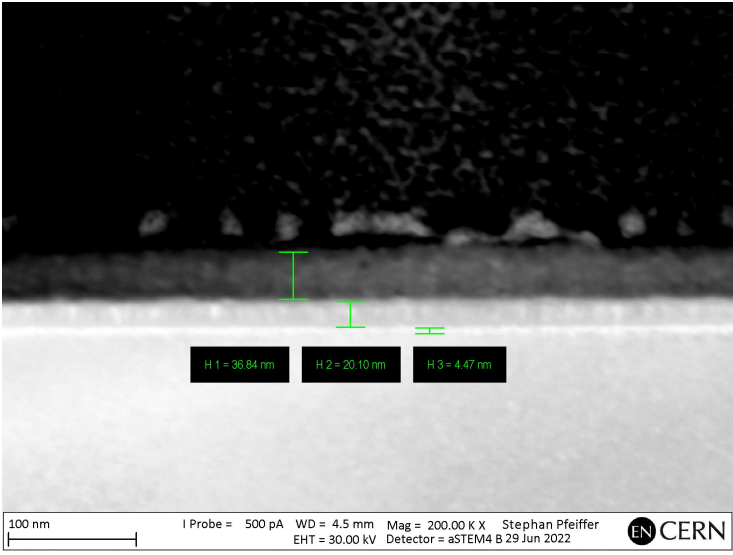 H 1 = 36.84 nm
H 2 = 20.10 nm
H 3 = 4.47 nm
100 nm
I Probe = 500 pA
WD = 4.5 mm
EHT = 30.00 kV
Mag = 200.00 K X
Detector = aSTEM4 B
Stephan Pfeiffer
29 Jun 2022
EN CERN